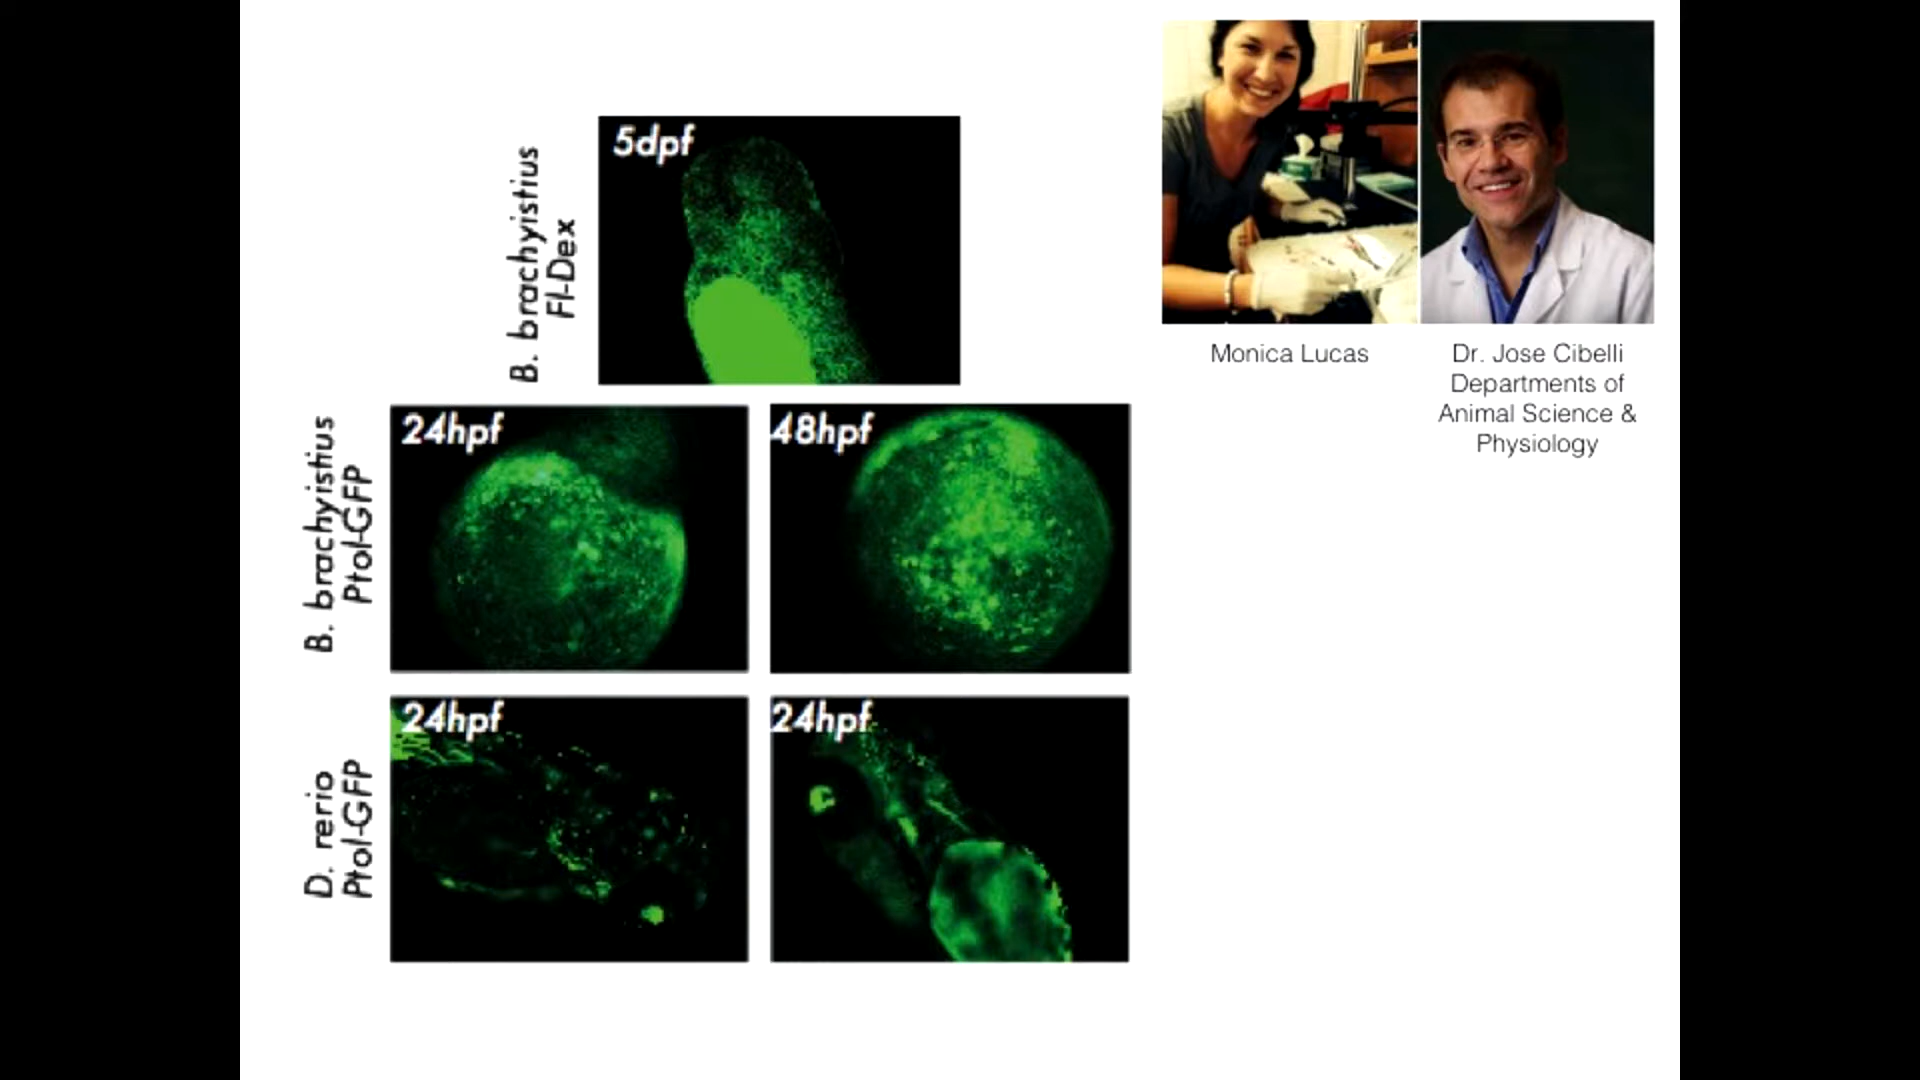 B. brachyistius
Fl-Dex
5dpf
B. brachyistius
Ptol-GFP
24hpf
48hpf
D. rerio
Ptol-GFP
24hpf
24hpf
Monica Lucas
Dr. Jose Cibelli
Departments of
Animal Science &
Physiology